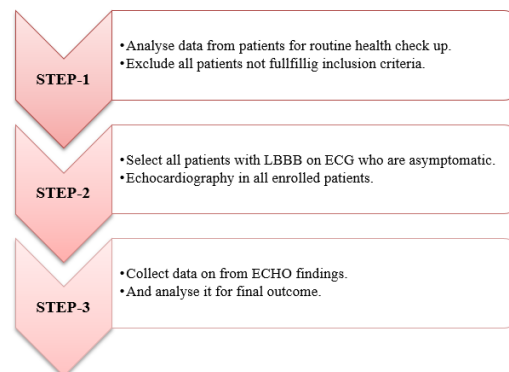 STEP-1
•Analyse data from patients for routine health check up.
•Exclude all patients not fullfillig inclusion criteria.
STEP-2
•Select all patients with LBBB on ECG who are asymptomatic.
•Echocardiography in all enrolled patients.
STEP-3
•Collect data on from ECHO findings.
•And analyse it for final outcome.